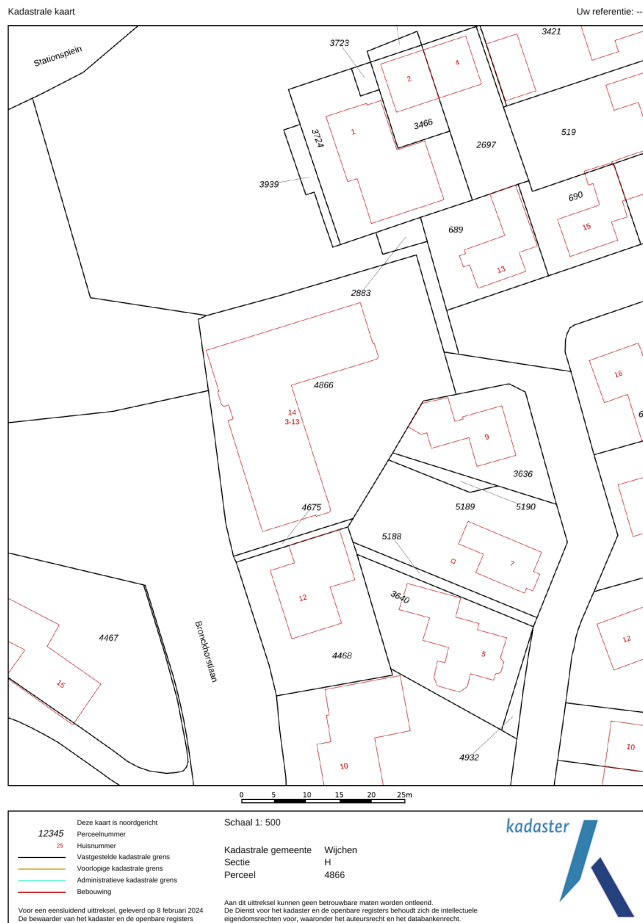 Kadastrale kaart
Uw referentie: --
Stationsplein
3723
3421
2
4
3466
1
3724
2697
519
3939
690
15
689
13
2883
16
4866
14
3-13
9
3636
4675
5189
5190
5188
7
12
3640
4467
Bronckhorstlaan
4468
5
12
15
4932
10
10
0 5 10 15 20 25m
Deze kaart is noordgericht
12345 Perceelnummer
25 Huisnummer
Vastgestelde kadastrale grens
Voorlopige kadastrale grens
Administratieve kadastrale grens
Bebouwing
Voor een eensluidend uittreksel, geleverd op 8 februari 2024
De bewaarder van het kadaster en de openbare registers
Schaal 1: 500
Kadastrale gemeente Wijchen
Sectie H
Perceel 4866
Aan dit uittreksel kunnen geen betrouwbare maten worden ontleend.
De Dienst voor het kadaster en de openbare registers behoudt zich de intellectuele
eigendomsrechten voor, waaronder het auteursrecht en het databankenrecht.
kadaster